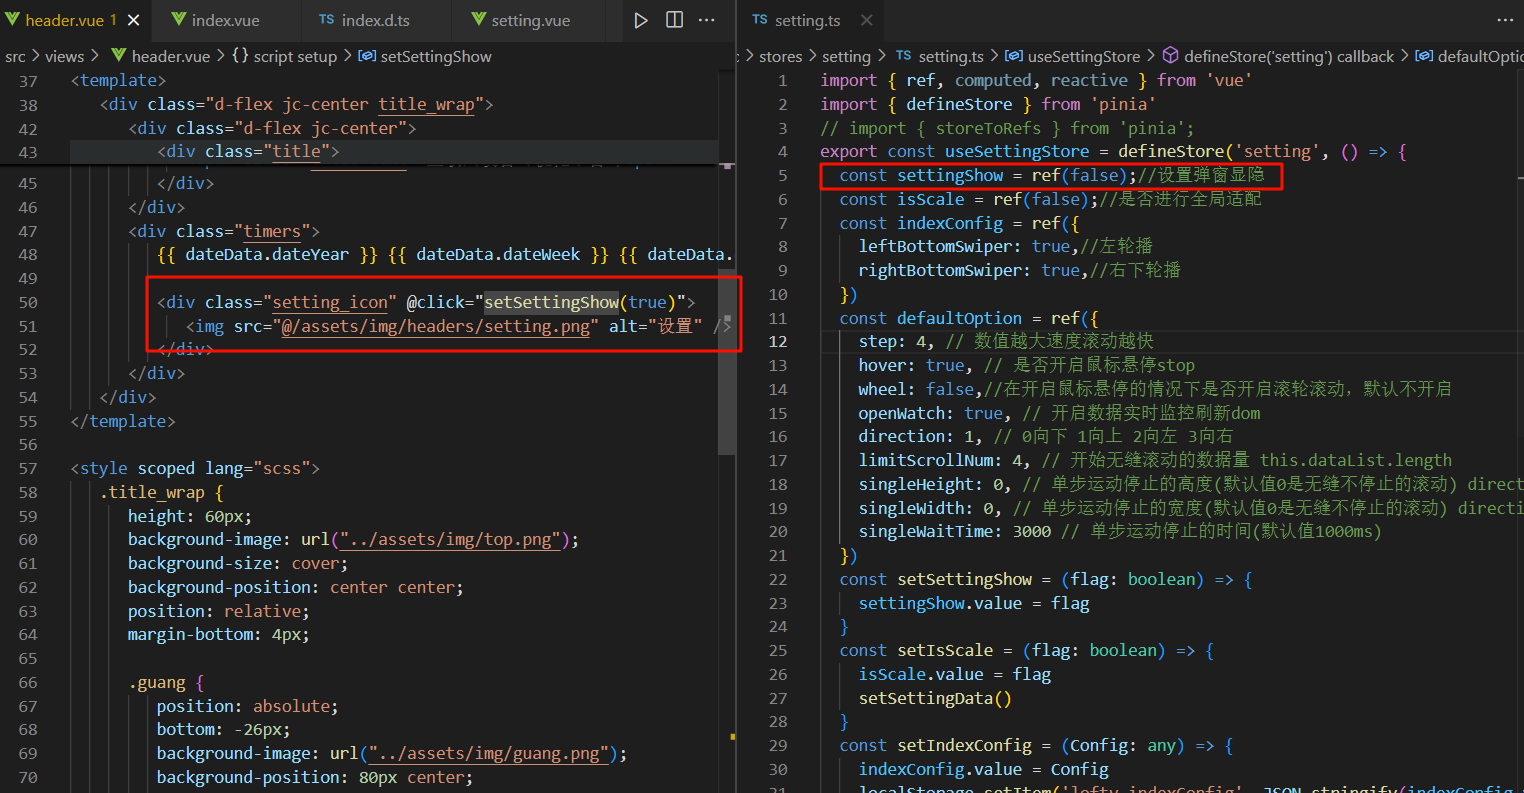 header.vue 1
index.vue
TS index.d.ts
setting.vue
src > views > header.vue > {} script setup > setSettingShow
37 <template>
38 <div class="d-flex jc-center title_wrap">
42 <div class="d-flex jc-center">
43 <div class="title">
45 </div>
46 </div>
47 <div class="timers">
48 {{ dateData.dateYear }} {{ dateData.dateWeek }} {{ dateData.
49
50 <div class="setting_icon" @click="setSettingShow(true)">
51 <img src="@/assets/img/headers/setting.png" alt="设置" />
52 </div>
53 </div>
54 </div>
55 </template>
56
57 <style scoped lang="scss">
58 .title_wrap {
59 height: 60px;
60 background-image: url("../assets/img/top.png");
61 background-size: cover;
62 background-position: center center;
63 position: relative;
64 margin-bottom: 4px;
65
66 .guang {
67 position: absolute;
68 bottom: -26px;
69 background-image: url("../assets/img/guang.png");
70 background-position: 80px center;
TS setting.ts
> stores > setting > TS setting.ts > useSettingStore > defineStore('setting') callback > defaultOptio
1 import { ref, computed, reactive } from 'vue'
2 import { defineStore } from 'pinia'
3 // import { storeToRefs } from 'pinia';
4 export const useSettingStore = defineStore('setting', () => {
5 const settingShow = ref(false);//设置弹窗显隐
6 const isScale = ref(false);//是否进行全局适配
7 const indexConfig = ref({
8 leftBottomSwiper: true,//左轮播
9 rightBottomSwiper: true,//右下轮播
10 })
11 const defaultOption = ref({
12 step: 4, // 数值越大速度滚动越快
13 hover: true, // 是否开启鼠标悬停stop
14 wheel: false,//在开启鼠标悬停的情况下是否开启滚轮滚动，默认不开启
15 openWatch: true, // 开启数据实时监控刷新dom
16 direction: 1, // 0向下 1向上 2向左 3向右
17 limitScrollNum: 4, // 开始无缝滚动的数据量 this.dataList.length
18 singleHeight: 0, // 单步运动停止的高度(默认值0是无缝不停止的滚动) direct
19 singleWidth: 0, // 单步运动停止的宽度(默认值0是无缝不停止的滚动) directi
20 singleWaitTime: 3000 // 单步运动停止的时间(默认值1000ms)
21 })
22 const setSettingShow = (flag: boolean) => {
23 settingShow.value = flag
24 }
25 const setIsScale = (flag: boolean) => {
26 isScale.value = flag
27 setSettingData()
28 }
29 const setIndexConfig = (Config: any) => {
30 indexConfig.value = Config